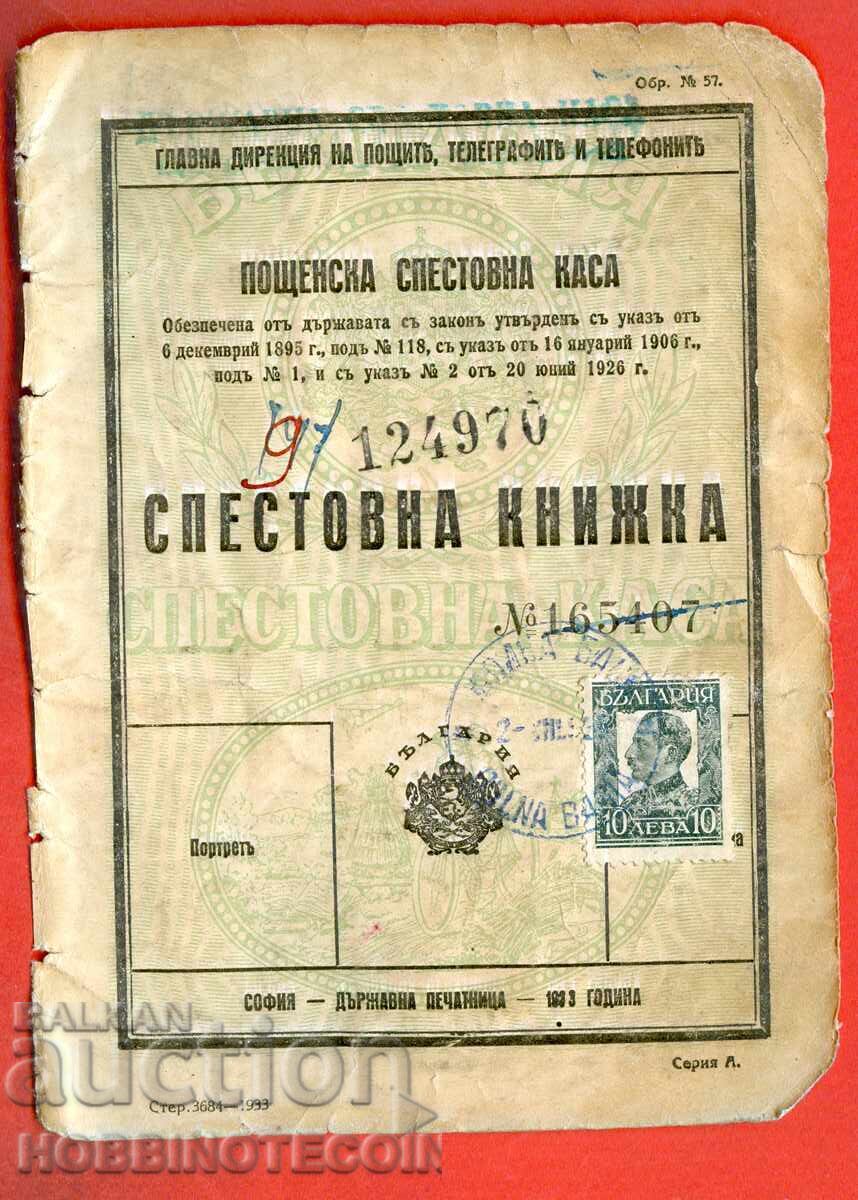 Обр. № 57.
ГЛАВНА ДИРЕКЦИЯ НА ПОЩИТѢ, ТЕЛЕГРАФИТѢ И ТЕЛЕФОНИТѢ
ПОЩЕНСКА СПЕСТОВНА КАСА
Обезпечена отъ държавата съ законъ утвърденъ съ указъ отъ
6 декемврий 1895 г., подъ № 118, съ указъ отъ 16 януарий 1906 г.,
подъ № 1, и съ указъ № 2 отъ 20 юний 1926 г.
91 124970
СПЕСТОВНА КНИЖКА
СПЕСТОВНА КАСА
№ 165407
БЪЛГАРИЯ
БЪЛГАРИЯ
10 ЛЕВА 10
Портретъ
СОФИЯ — ДЪРЖАВНА ПЕЧАТНИЦА — 1933 ГОДИНА
Серия А.
Стер. 3684—1933
BALKAN
auction
HOBBINOTECOIN